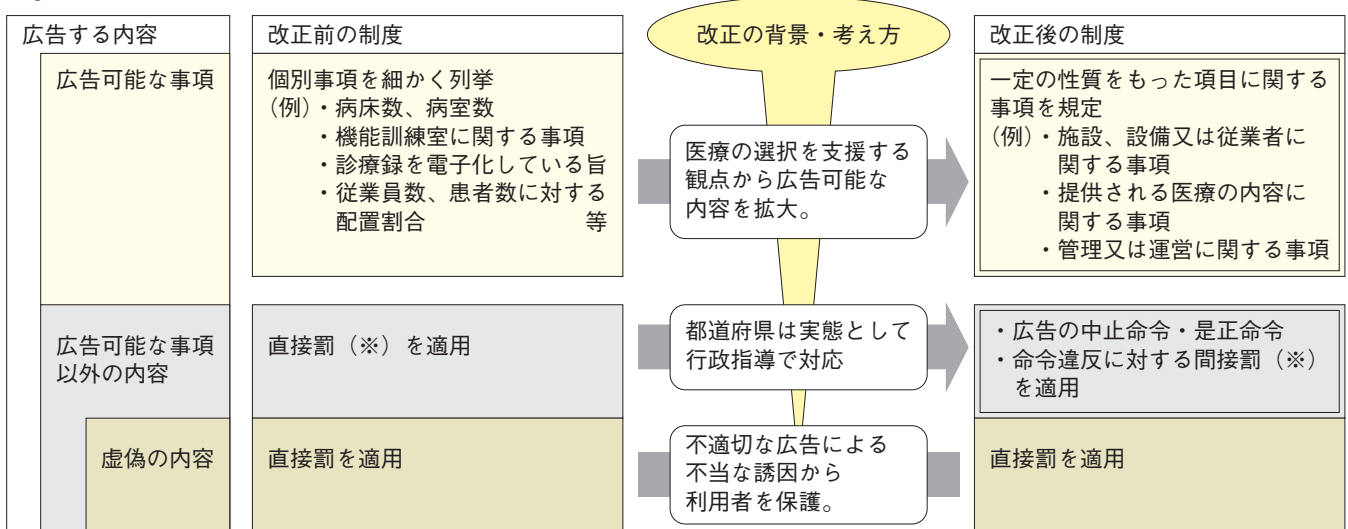 広告する内容
改正前の制度
改正の背景・考え方
改正後の制度
広告可能な事項
個別事項を細かく列挙
(例)・病床数、病室数
・機能訓練室に関する事項
・診療録を電子化している旨
・従業員数、患者数に対する
配置割合 等
医療の選択を支援する
観点から広告可能な
内容を拡大。
一定の性質をもった項目に関する
事項を規定
(例)・施設、設備又は従業者に
関する事項
・提供される医療の内容に
関する事項
・管理又は運営に関する事項
広告可能な事項
以外の内容
直接罰(※)を適用
都道府県は実態として
行政指導で対応
・広告の中止命令・是正命令
・命令違反に対する間接罰(※)
を適用
虚偽の内容
直接罰を適用
不適切な広告による
不当な誘因から
利用者を保護。
直接罰を適用